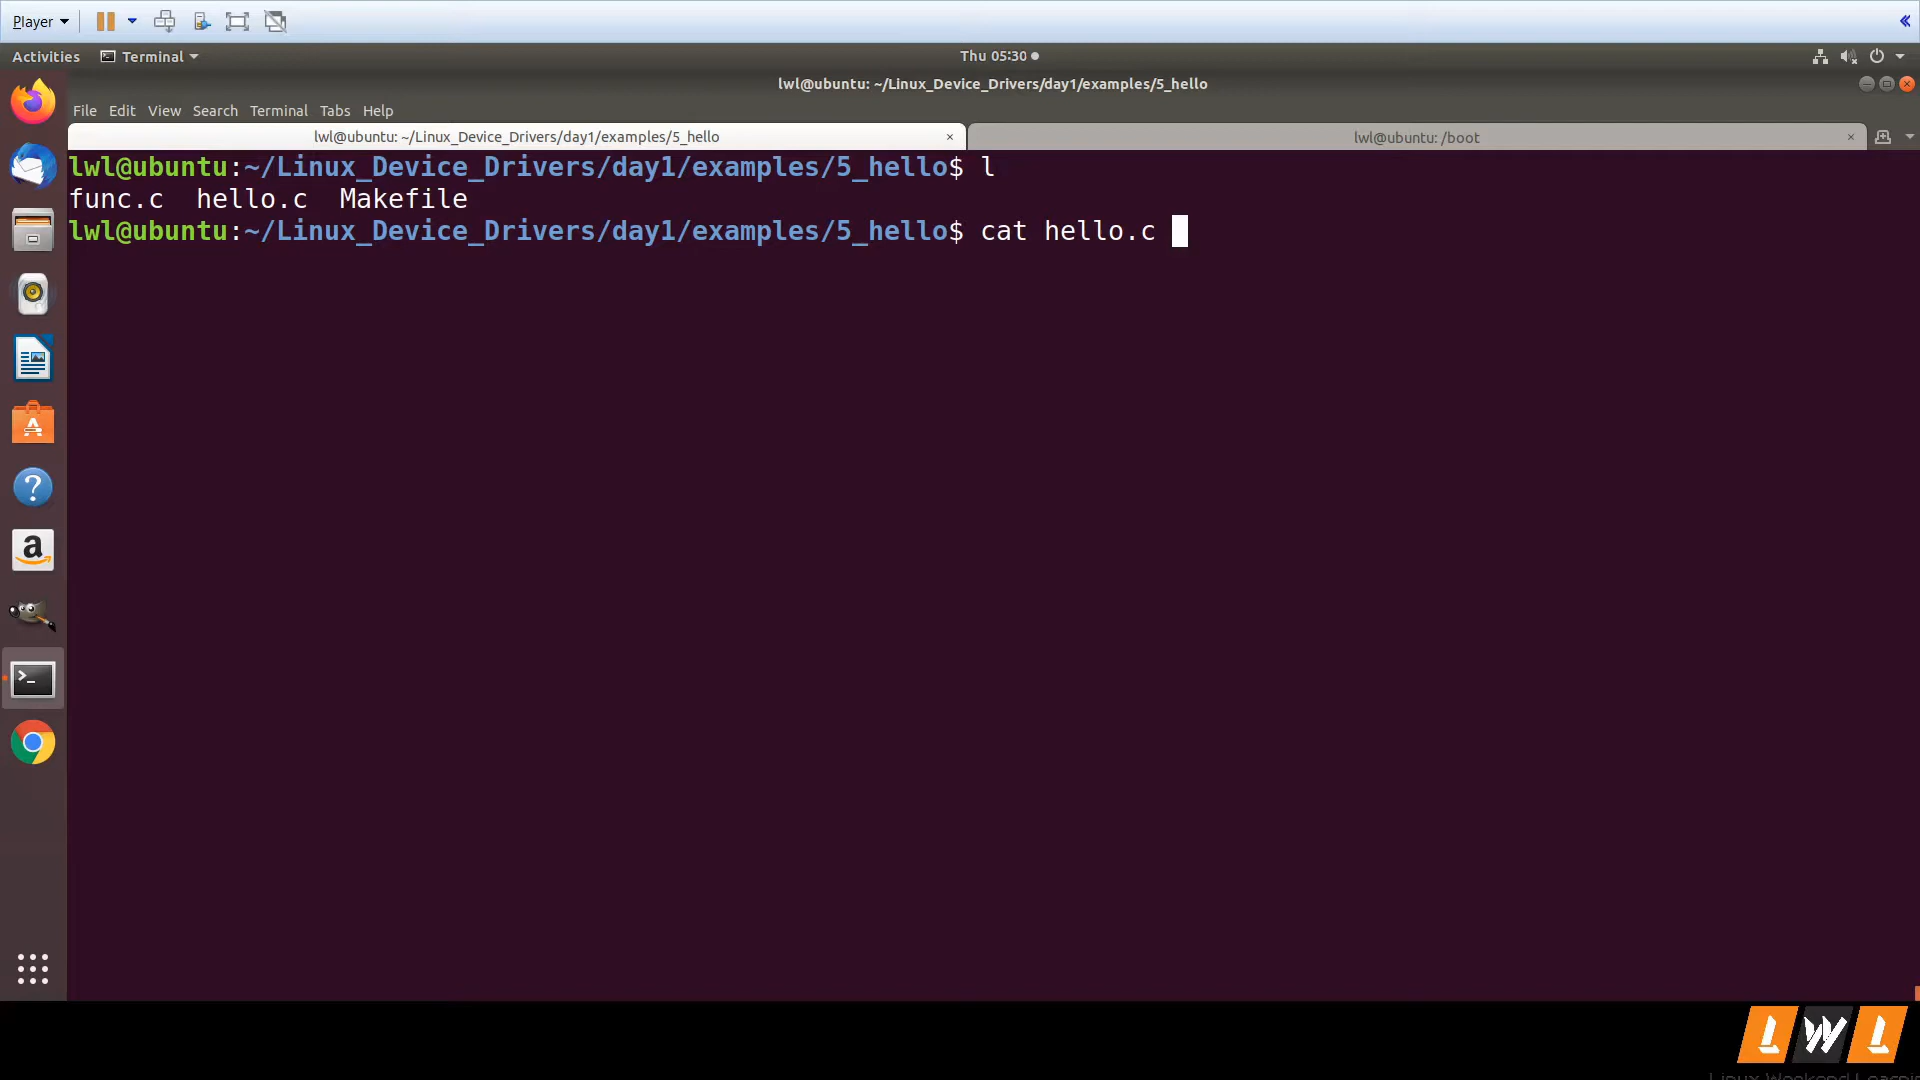 Player
Activities Terminal Thu 05:30
lwl@ubuntu: ~/Linux_Device_Drivers/day1/examples/5_hello
File Edit View Search Terminal Tabs Help
lwl@ubuntu: ~/Linux_Device_Drivers/day1/examples/5_hello × lwl@ubuntu: /boot ×
lwl@ubuntu:~/Linux_Device_Drivers/day1/examples/5_hello$ l
func.c hello.c Makefile
lwl@ubuntu:~/Linux_Device_Drivers/day1/examples/5_hello$ cat hello.c
LWL